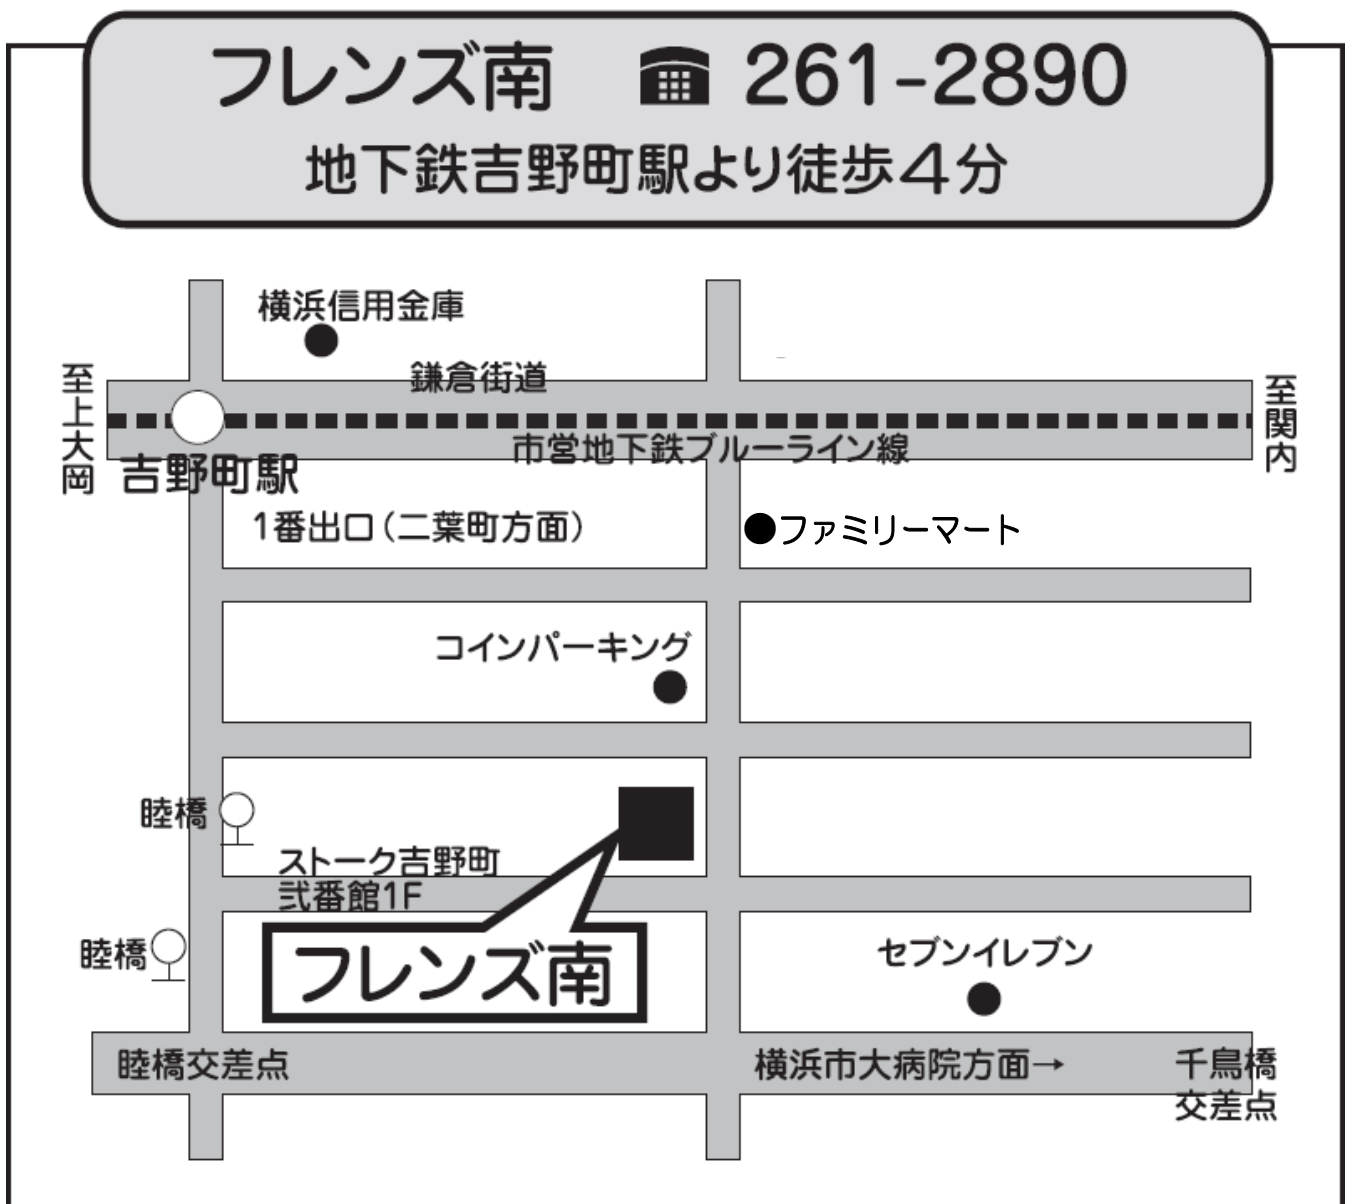 フレンズ南 ☎ 261-2890
地下鉄吉野町駅より徒歩4分
横浜信用金庫
鎌倉街道
至上大岡
至関内
市営地下鉄ブルーライン線
吉野町駅
1番出口(二葉町方面)
ファミリーマート
コインパーキング
睦橋
ストーク吉野町
弐番館1F
睦橋
フレンズ南
セブンイレブン
睦橋交差点
横浜市大病院方面→
千鳥橋
交差点